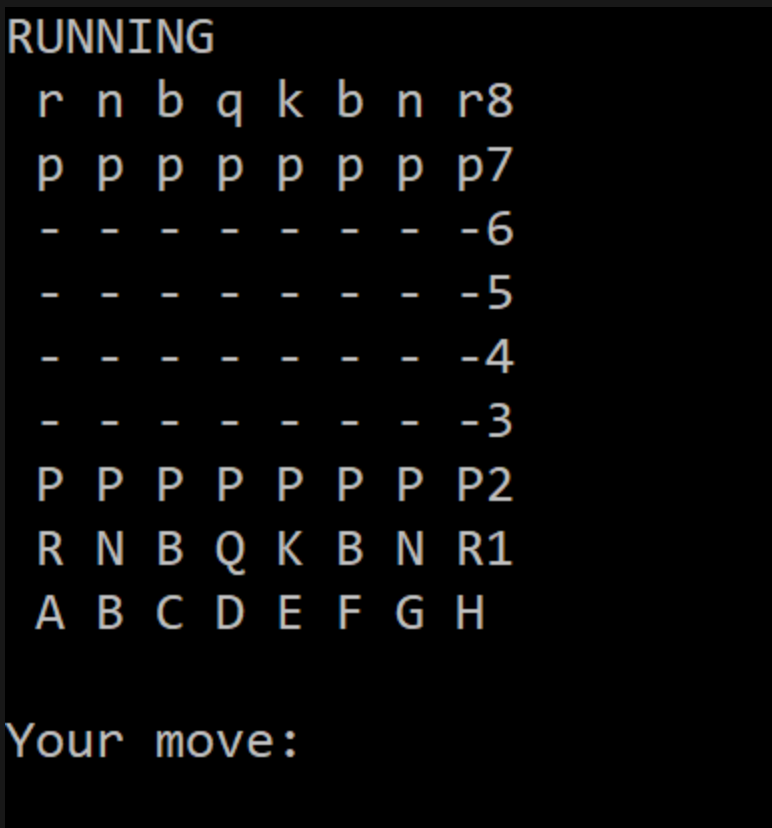 RUNNING
r n b q k b n r8
p p p p p p p p7
- - - - - - - -6
- - - - - - - -5
- - - - - - - -4
- - - - - - - -3
P P P P P P P P2
R N B Q K B N R1
A B C D E F G H
Your move: